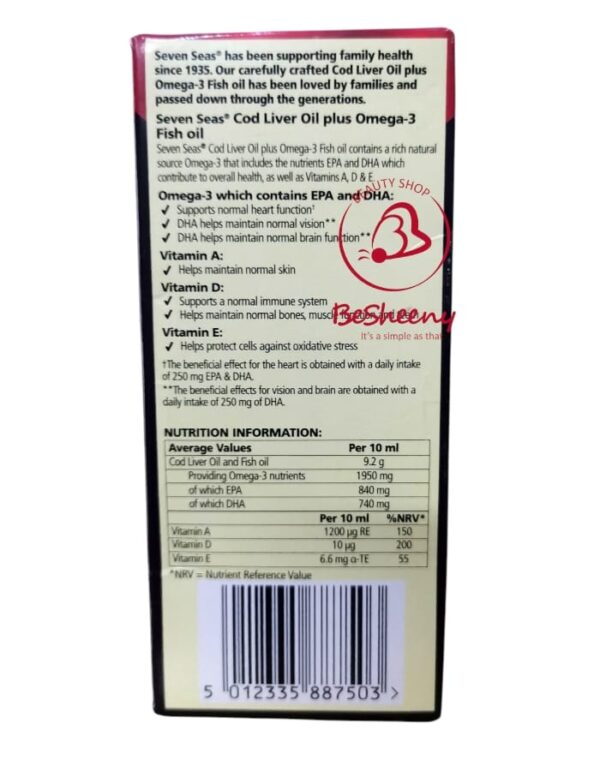 Seven Seas® has been supporting family health
since 1935. Our carefully crafted Cod Liver Oil plus
Omega-3 Fish oil has been loved by families and
passed down through the generations.
Seven Seas® Cod Liver Oil plus Omega-3
Fish oil
Seven Seas® Cod Liver Oil plus Omega-3 Fish oil contains a rich natural
source Omega-3 that includes the nutrients EPA and DHA which
contribute to overall health, as well as Vitamins A, D & E.
Omega-3 which contains EPA and DHA:
✓ Supports normal heart function†
✓ DHA helps maintain normal vision**
✓ DHA helps maintain normal brain function**
BEAUTY SHOP
Vitamin A:
✓ Helps maintain normal skin
Vitamin D:
✓ Supports a normal immune system
✓ Helps maintain normal bones, muscle function and
BeSheeny
it's a simple as that
Vitamin E:
✓ Helps protect cells against oxidative stress
†The beneficial effect for the heart is obtained with a daily intake
of 250 mg EPA & DHA.
**The beneficial effects for vision and brain are obtained with a
daily intake of 250 mg of DHA.
NUTRITION INFORMATION:
Average Values Per 10 ml
Cod Liver Oil and Fish oil 9.2 g
Providing Omega-3 nutrients 1950 mg
of which EPA 840 mg
of which DHA 740 mg
Per 10 ml %NRV*
Vitamin A 1200 µg RE 150
Vitamin D 10 µg 200
Vitamin E 6.6 mg α-TE 55
*NRV = Nutrient Reference Value
5 012335 887503 >